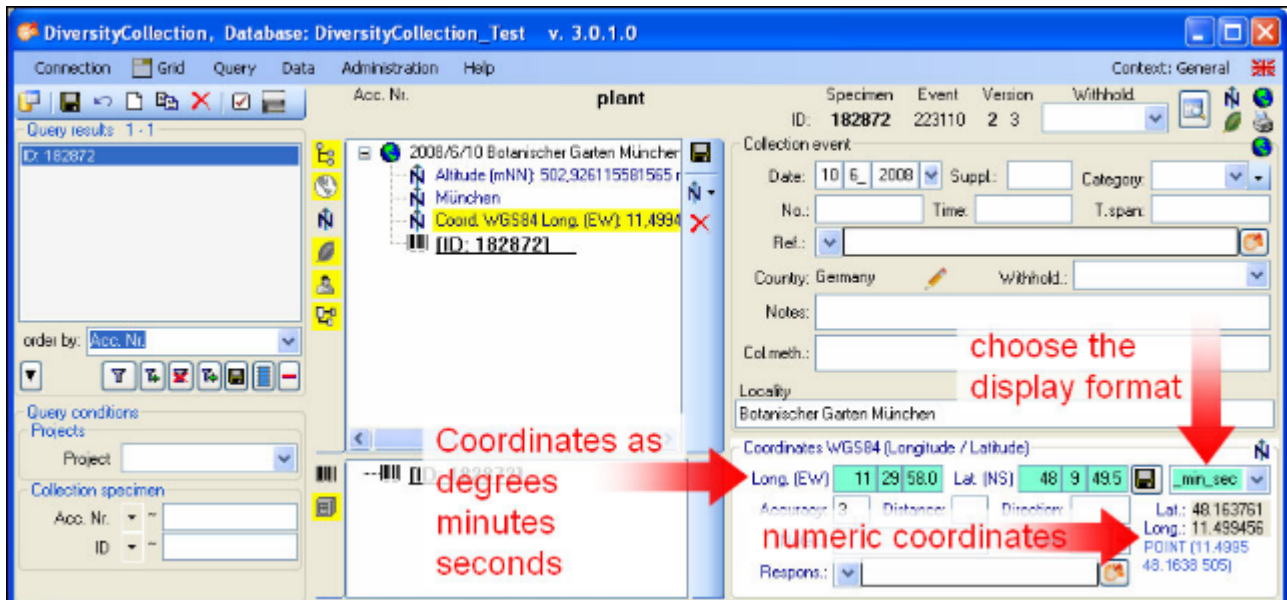 DiversityCollection, Database: DiversityCollection_Test v. 3.0.1.0
Connection Grid Query Data Administration Help Context: General
Query results 1 - 1
ID: 182872
order by: Acc. Nr.
Query conditions
Projects
Project
Collection specimen
Acc. Nr. ~
ID ~
Acc. Nr. plant Specimen Event Version Withhold
ID: 182872 223110 2 3
2008/6/10 Botanischer Garten München
Altitude (mNN): 502,926115581565 r
München
Coord. WGS84 Long. (EW): 11,4994
[ID: 182872]
[ID: 182872]
Collection event
Date: 10 6_ 2008 Suppl.: Category:
No.: Time: T.span:
Ref.:
Country: Germany Withhold.:
Notes:
Col.meth.:
choose the
display format
Locality
Botanischer Garten München
Coordinates as
degrees
minutes
seconds
Coordinates WGS84 (Longitude / Latitude)
Long. (EW) 11 29 58.0 Lat. (NS) 48 9 49.5 _min_sec
Accuracy: 3 Distance: Direction:
Lat.: 48.163761
Long.: 11.499456
POINT (11.4995
48.1638 505)
numeric coordinates
Respons.: